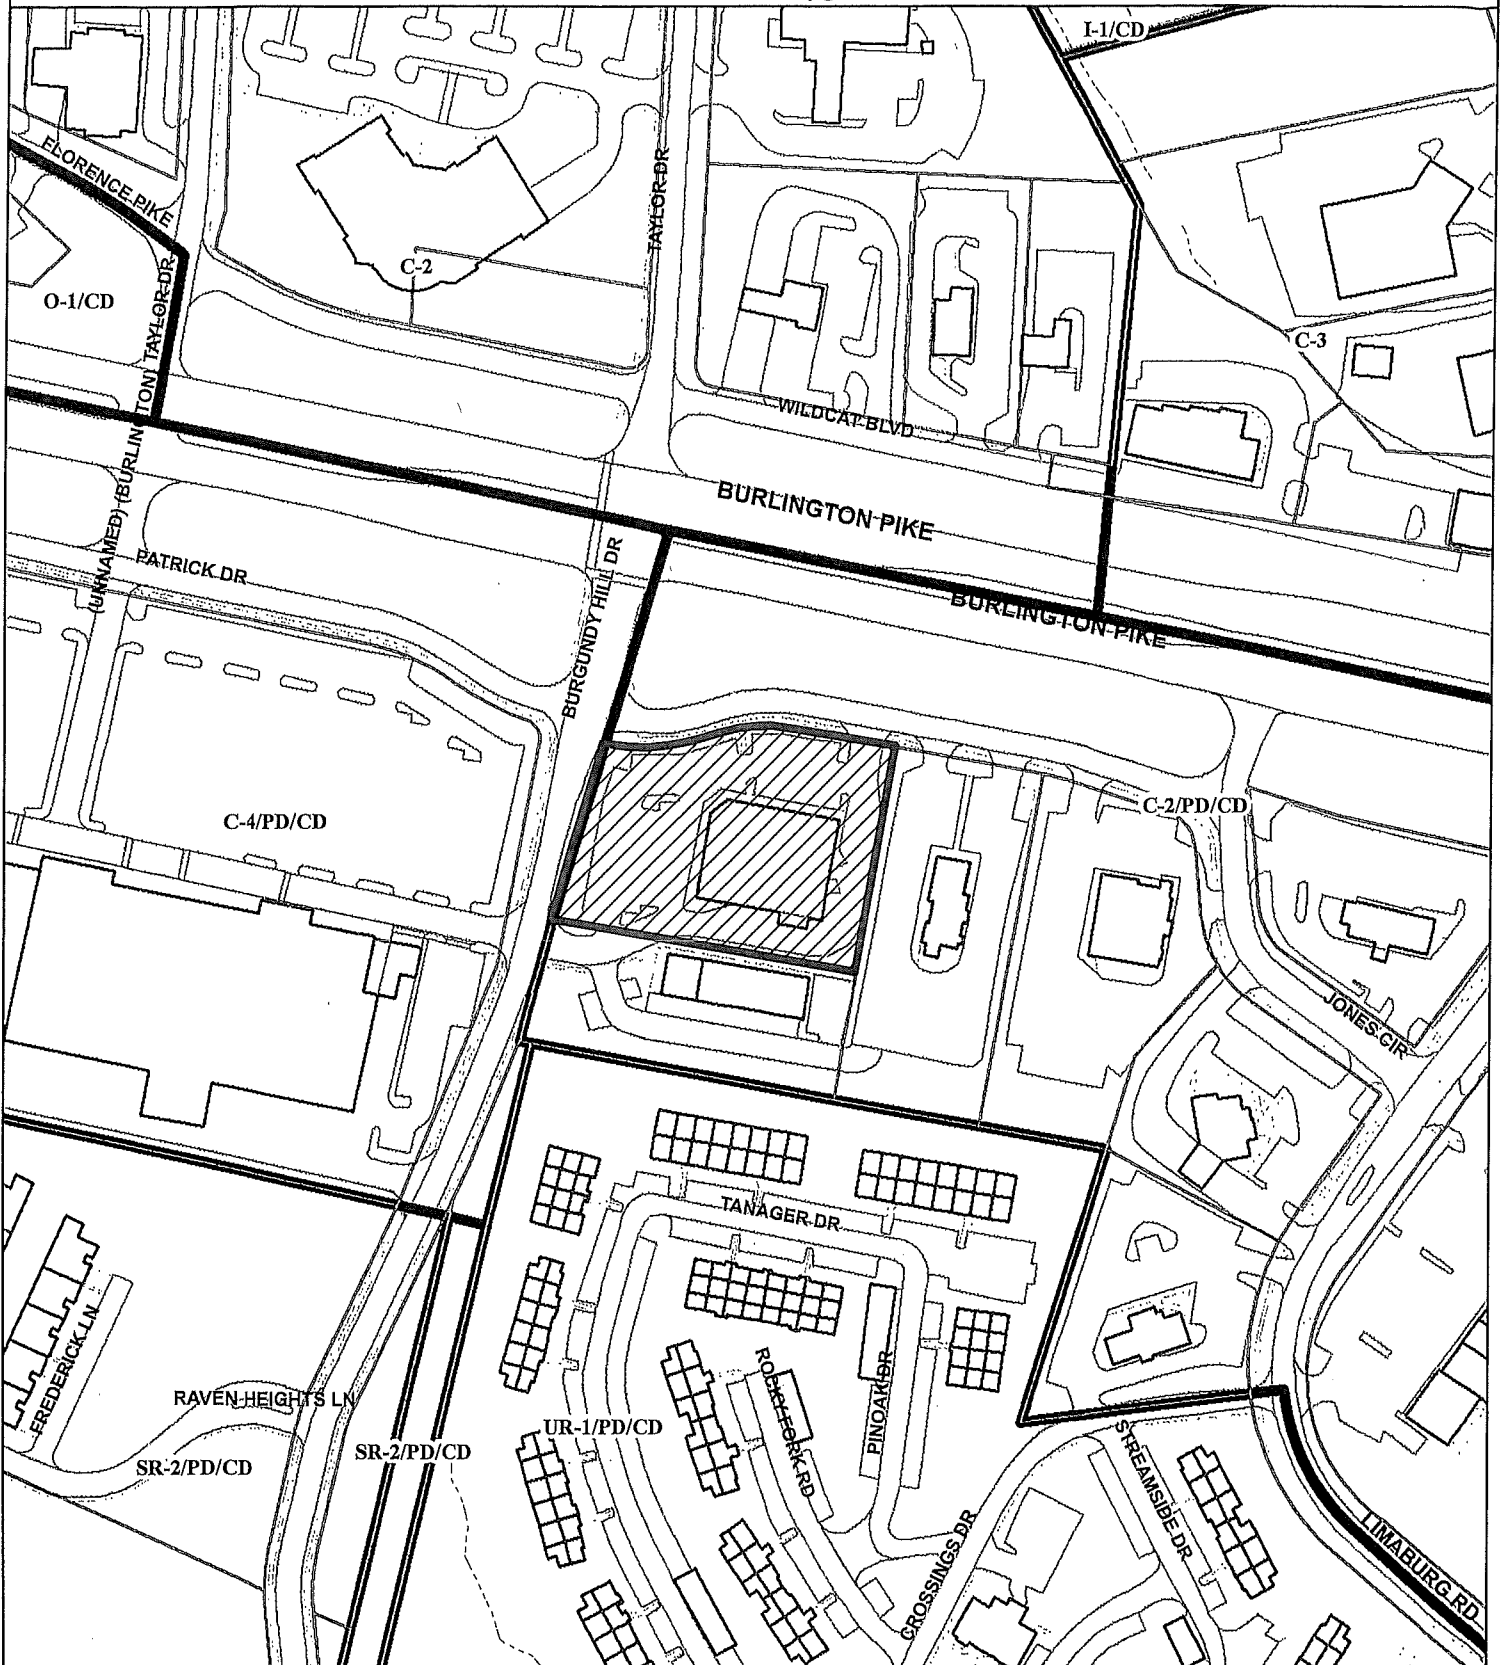 I-1/CD
FLORENCE PIKE
TAYLOR DR
C-2
O-1/CD
(UNNAMED) (BURLINGTON) TAYLOR DR
C-3
WILDCAT BLVD
BURLINGTON PIKE
PATRICK DR
BURGUNDY HILL DR
BURLINGTON PIKE
C-4/PD/CD
C-2/PD/CD
JONES CIR
TANAGER DR
FREDERICK LN
RAVEN HEIGHTS LN
ROCKY FORK RD
PINOAK DR
UR-1/PD/CD
SR-2/PD/CD
SR-2/PD/CD
STREAMSIDE DR
CROSSINGS DR
LIMABURG RD